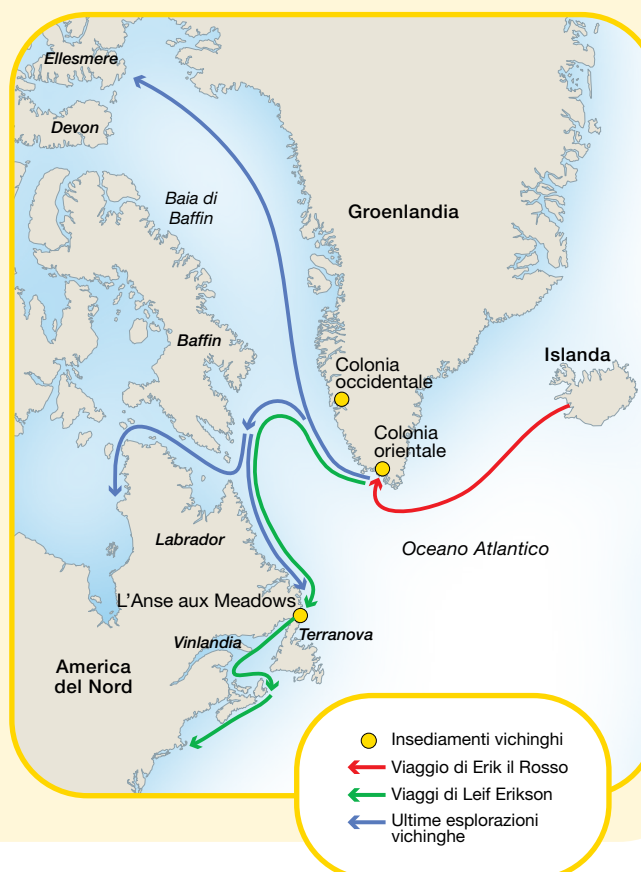 Ellesmere
Devon
Baia di
Baffin
Groenlandia
Baffin
Islanda
Colonia
occidentale
Colonia
orientale
Oceano Atlantico
Labrador
L'Anse aux Meadows
Terranova
Vinlandia
America
del Nord
Insediamenti vichinghi
Viaggio di Erik il Rosso
Viaggi di Leif Erikson
Ultime esplorazioni
vichinghe